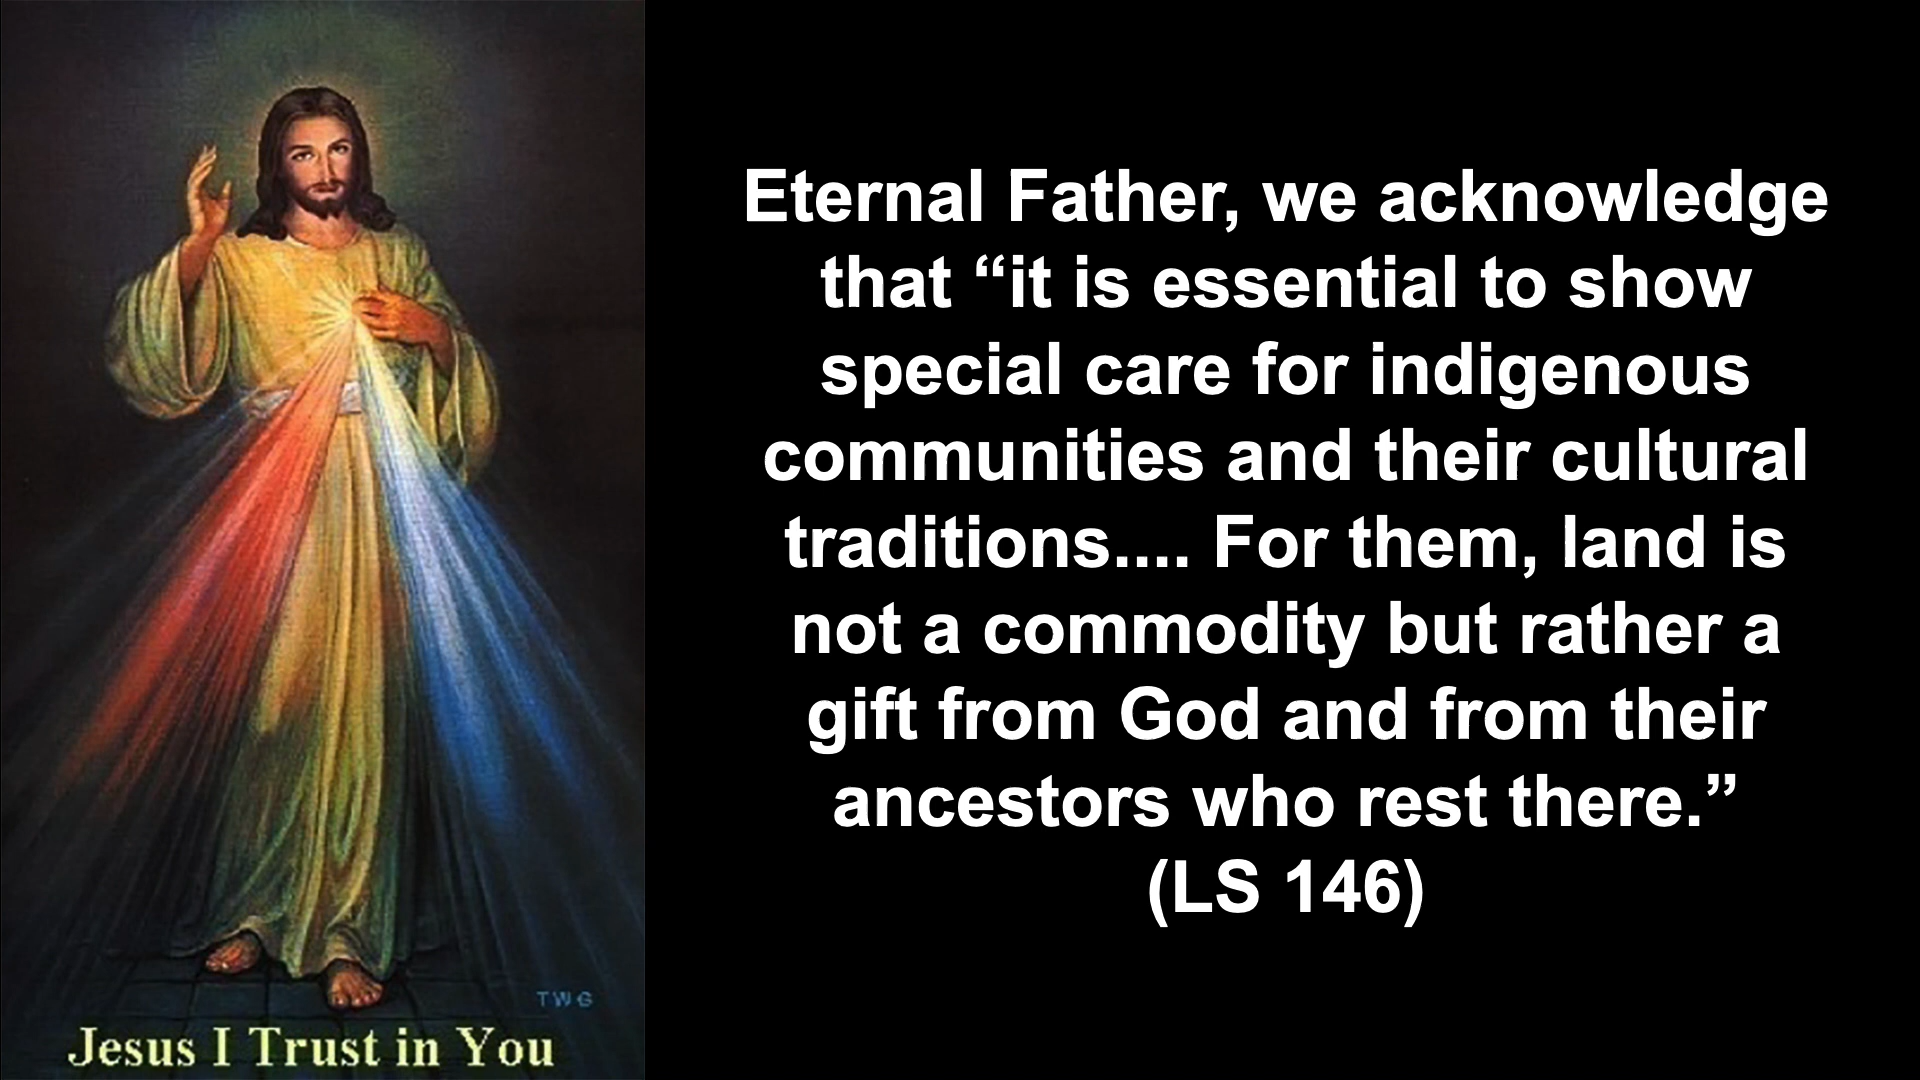 Eternal Father, we acknowledge
that “it is essential to show
special care for indigenous
communities and their cultural
traditions.... For them, land is
not a commodity but rather a
gift from God and from their
ancestors who rest there.”
(LS 146)
TWG
Jesus I Trust in You